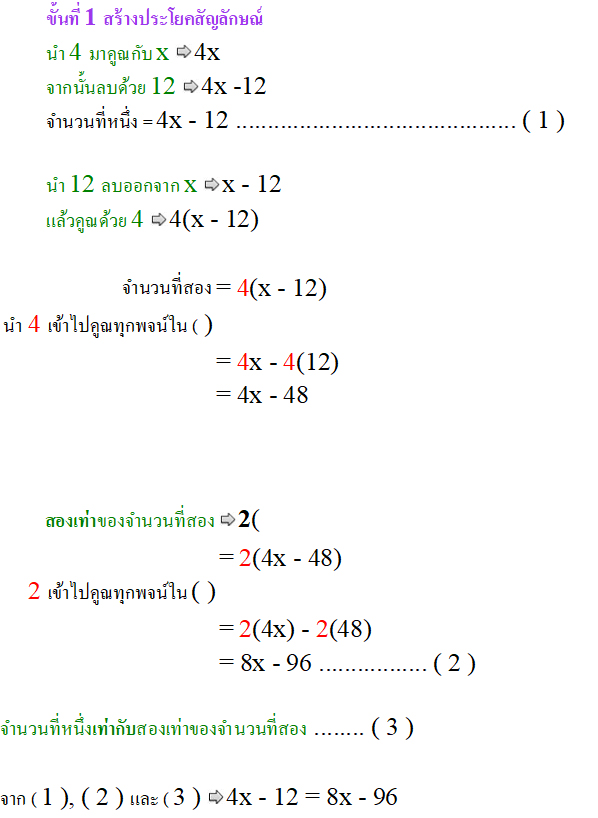 ขั้นที่ 1 สร้างประโยคสัญลักษณ์
นำ 4 มาคูณกับ x ⇨ 4x
จากนั้นลบด้วย 12 ⇨ 4x -12
จำนวนที่หนึ่ง = 4x - 12 ............................................ ( 1 )
นำ 12 ลบออกจาก x ⇨ x - 12
แล้วคูณด้วย 4 ⇨ 4(x - 12)
จำนวนที่สอง = 4(x - 12)
นำ 4 เข้าไปคูณทุกพจน์ใน ( )
= 4x - 4(12)
= 4x - 48
สองเท่าของจำนวนที่สอง ⇨ 2(
= 2(4x - 48)
2 เข้าไปคูณทุกพจน์ใน ( )
= 2(4x) - 2(48)
= 8x - 96 ................. ( 2 )
จำนวนที่หนึ่งเท่ากับสองเท่าของจำนวนที่สอง ........ ( 3 )
จาก ( 1 ), ( 2 ) และ ( 3 ) ⇨ 4x - 12 = 8x - 96